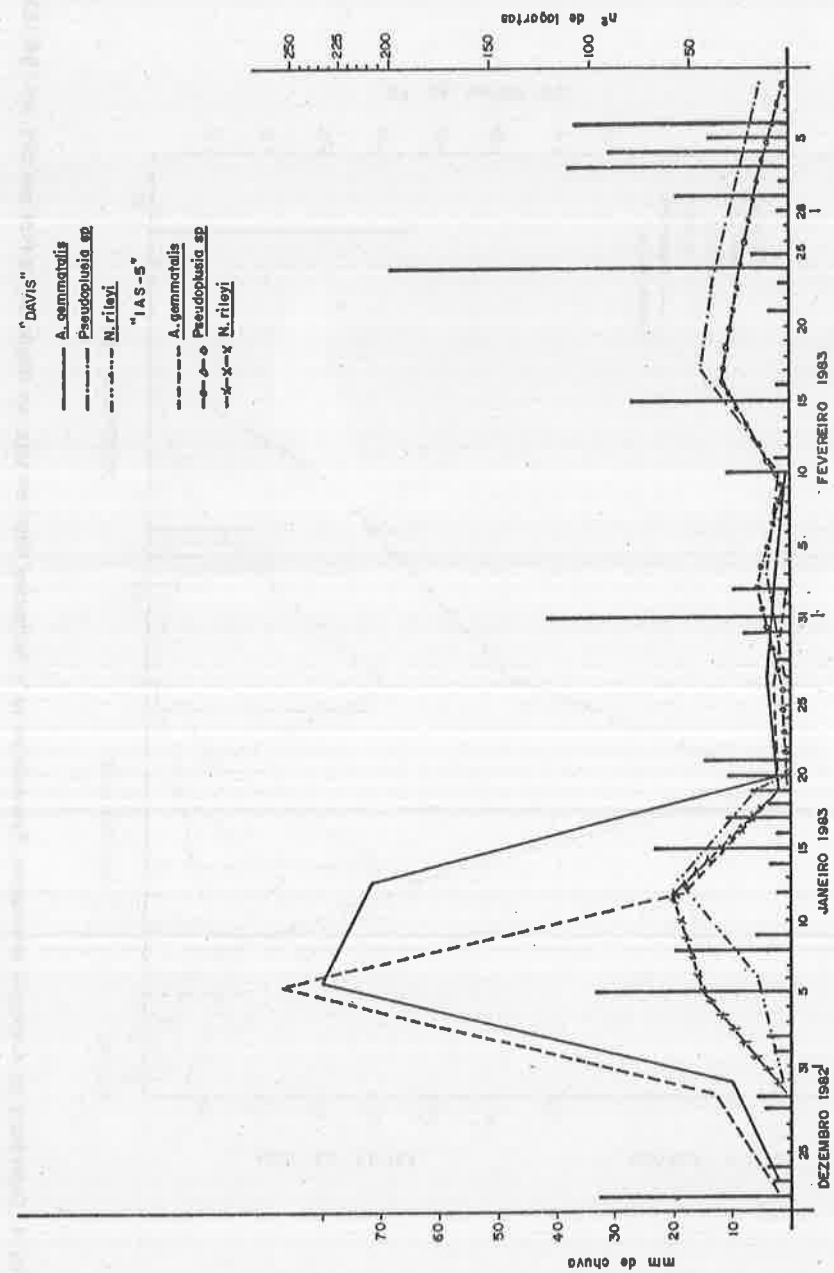 "DAVIS"
A. gemmatalis
Pseudoplusia sp
N. rileyi
"IAS-5"
A. gemmatalis
Pseudoplusia sp
N. rileyi
mm de chuva
70
60
50
40
30
20
10
nº de lagartas
250
225
200
150
100
50
25 31 5 10 15 20 25 31 5 10 15 20 25 28 5
DEZEMBRO 1982 JANEIRO 1983 FEVEREIRO 1983